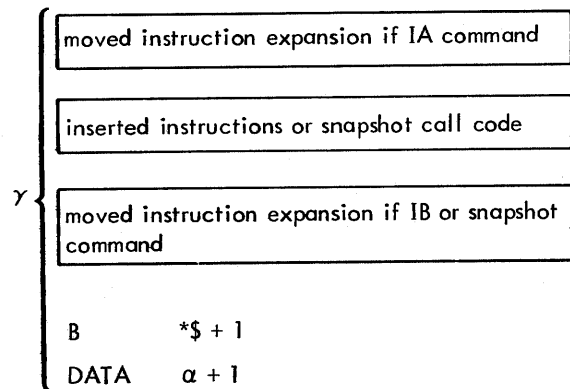 moved instruction expansion if IA command
inserted instructions or snapshot call code
γ
moved instruction expansion if IB or snapshot
command
B *$ + 1
DATA α + 1